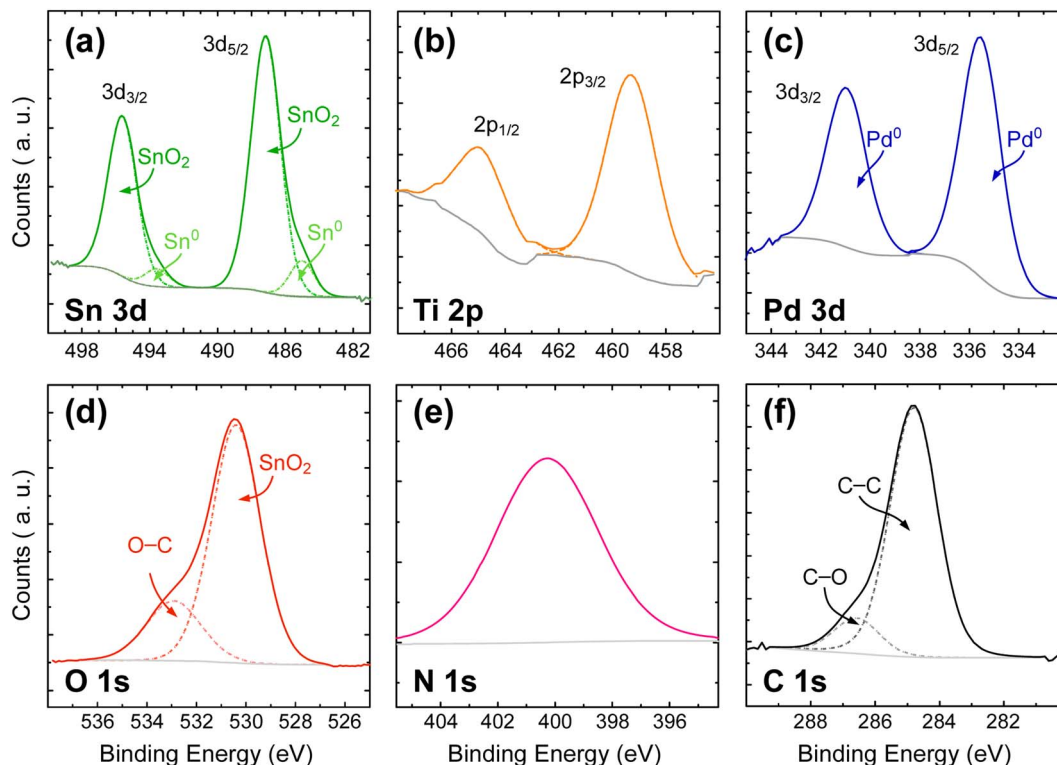 (a)
3d5/2
3d3/2
SnO2
SnO2
Sn0
Sn0
Sn 3d
498 494 490 486 482
Counts ( a. u.)
(b)
2p3/2
2p1/2
Ti 2p
466 464 462 460 458
(c)
3d5/2
3d3/2
Pd0
Pd0
Pd 3d
344 342 340 338 336 334
(d)
SnO2
O–C
O 1s
536 534 532 530 528 526
Counts ( a. u.)
Binding Energy (eV)
(e)
N 1s
404 402 400 398 396
Binding Energy (eV)
(f)
C–C
C–O
C 1s
288 286 284 282
Binding Energy (eV)